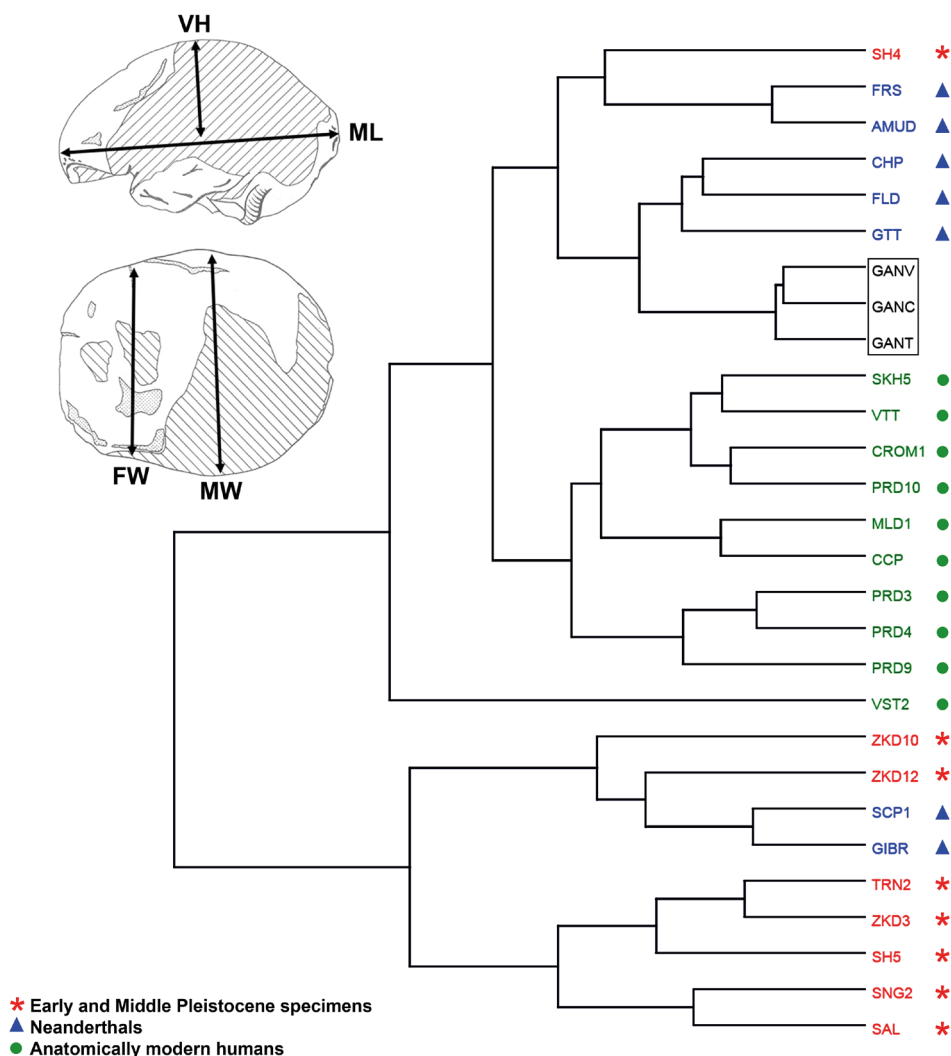 VH
ML
FW
MW
SH4 *
FRS
AMUD
CHP
FLD
GTT
GANV
GANC
GANT
SKH5
VTT
CROM1
PRD10
MLD1
CCP
PRD3
PRD4
PRD9
VST2
ZKD10 *
ZKD12 *
SCP1
GIBR
TRN2 *
ZKD3 *
SH5 *
SNG2 *
SAL *
* Early and Middle Pleistocene specimens
Neanderthals
Anatomically modern humans